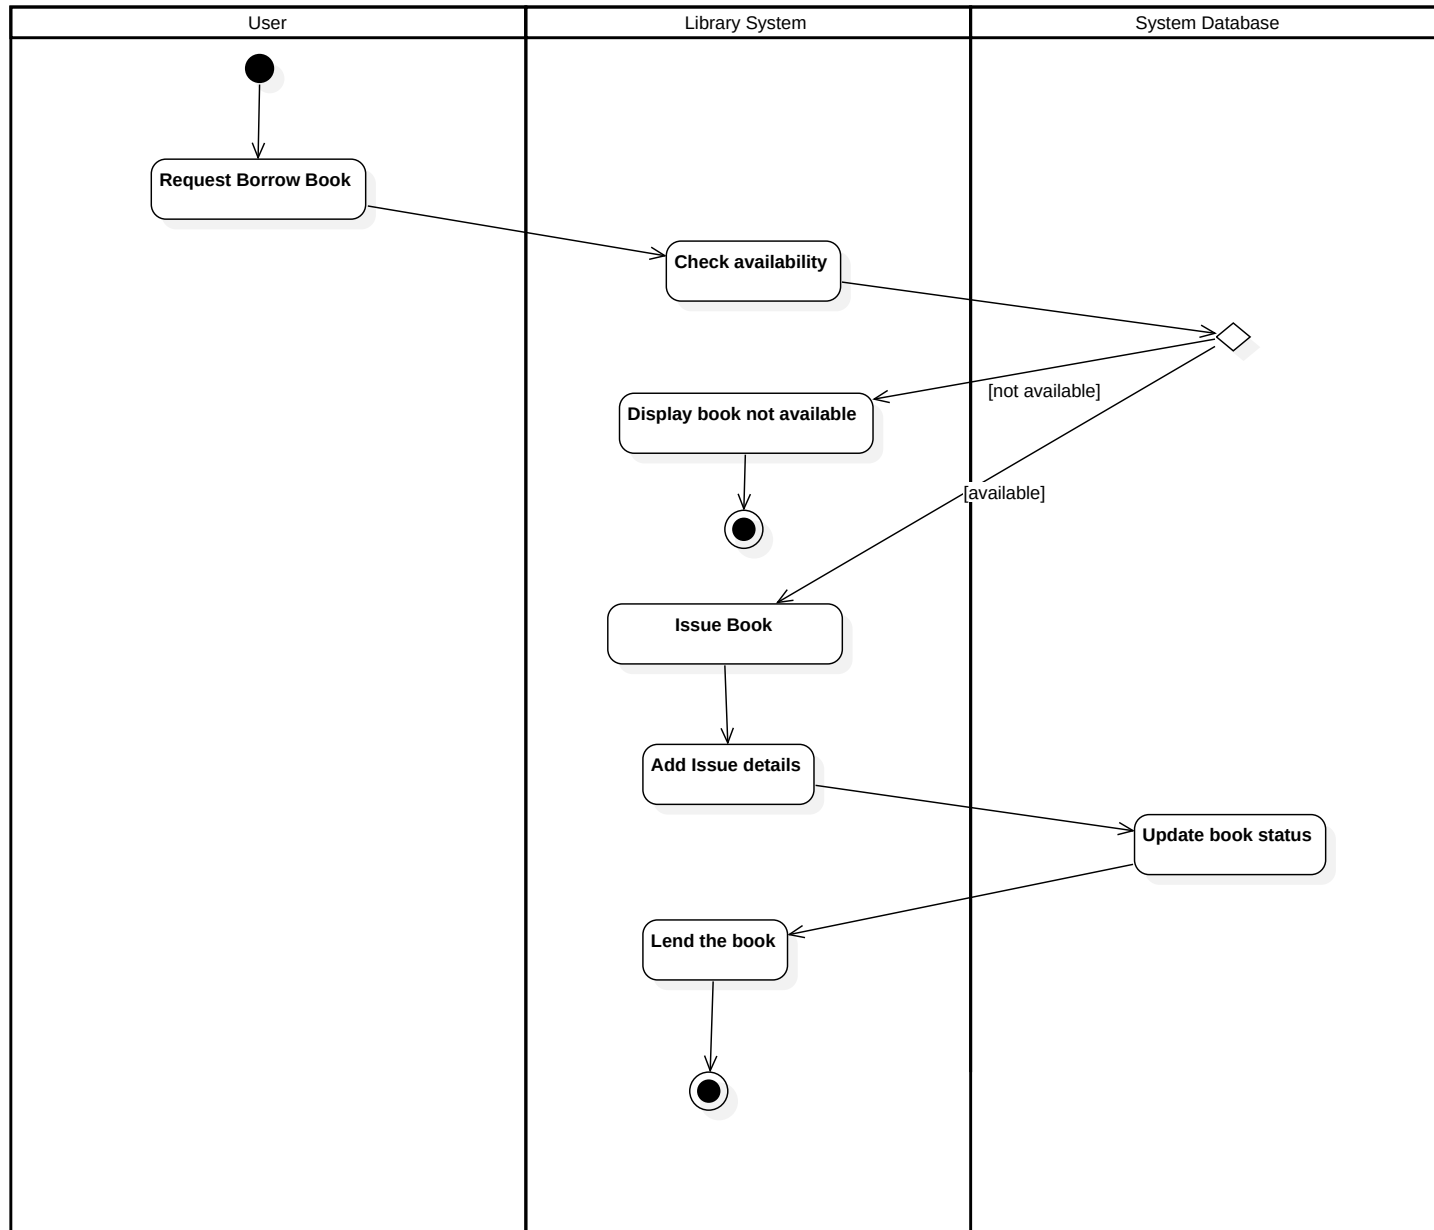 User
Library System
System Database
Request Borrow Book
Check availability
[not available]
Display book not available
[available]
Issue Book
Add Issue details
Update book status
Lend the book